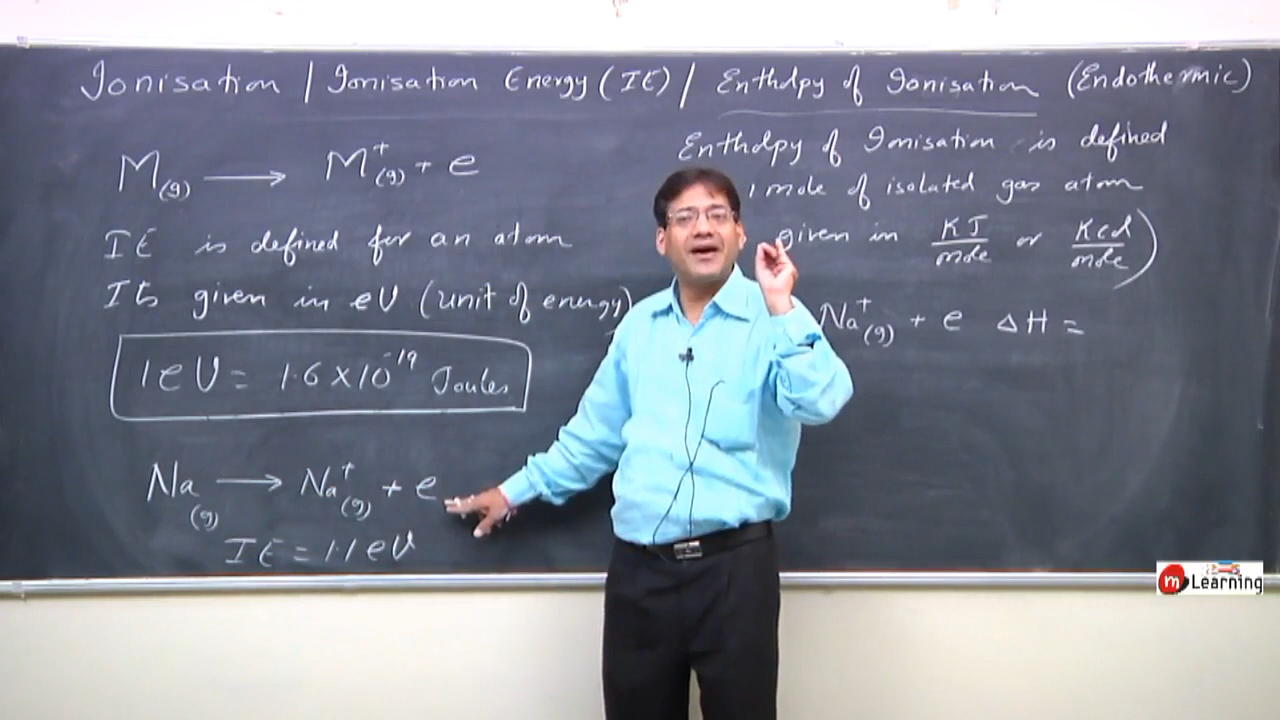 Ionisation / Ionisation Energy (IE) / Enthalpy of Ionisation (Endothermic)
M(g) ⟶ M⁺(g) + e
IE is defined for an atom
Its given in eV (unit of energy)
1 eV = 1.6 X 10⁻¹⁹ Joules
Na(g) ⟶ Na⁺(g) + e
IE = 1.1 eV
Enthalpy of Ionisation is defined
1 mole of isolated gas atom
given in KJ/mole or Kcal/mole)
Na⁺(g) + e ΔH =
m Learning